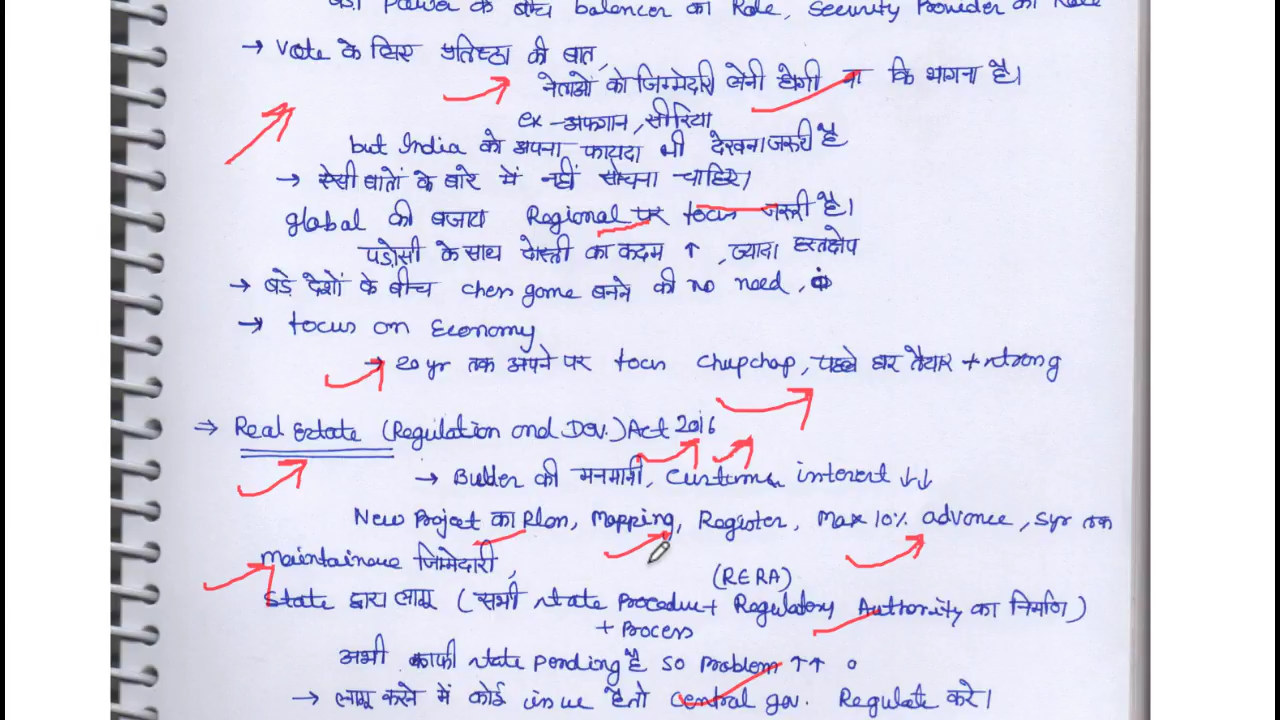 बड़ी Power के बीच balancer का Role, Security Provider का Role
→ Vote के लिए प्रतिष्ठा की बात,
नेताओं को जिम्मेदारी लेनी होगी ना कि भागना है।
ex - अफगान, सीरिया
but India को अपना फायदा भी देखना जरूरी है
→ ऐसी बातों के बारे में नहीं सोचना चाहिए।
global की बजाय Regional पर focus जरूरी है।
पड़ोसी के साथ दोस्ती का कदम ↑, ज्यादा हस्तक्षेप
→ बड़े देशों के बीच chess game बनने की no need,
→ focus on Economy
→ 20 yr तक अपने पर focus chupchap, पहले घर तैयार + strong
⇒ Real Estate (Regulation and Dev.) Act 2016
→ Builder की मनमानी, Customer interest ↓↓
New Project का Plan, Mapping, Register, Max 10% advance, 5yr तक
maintainance जिम्मेदारी,
(RERA)
State द्वारा लागू (सभी state Procedure + Regulatory Authority का निर्माण)
+ Process
अभी काफी state pending है so Problem ↑↑ 。
→ लागू करने में कोई issue है तो Central gov. Regulate करे।